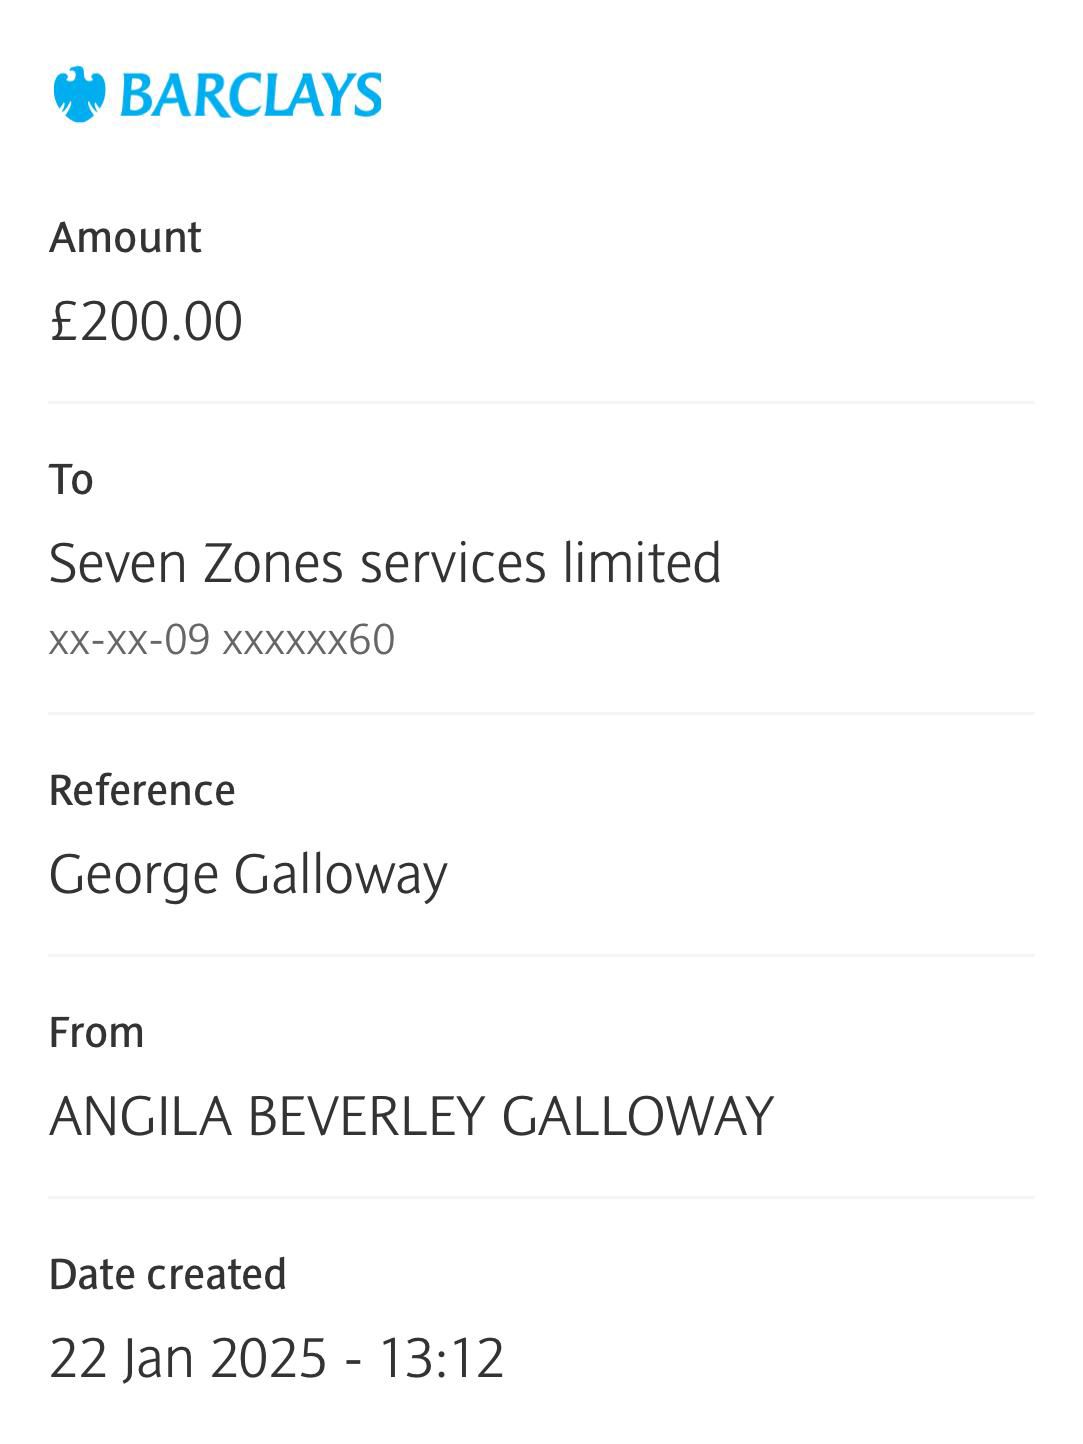 BARCLAYS
Amount
£200.00
To
Seven Zones services limited
xx-xx-09 xxxxxx60
Reference
George Galloway
From
ANGILA BEVERLEY GALLOWAY
Date created
22 Jan 2025 - 13:12